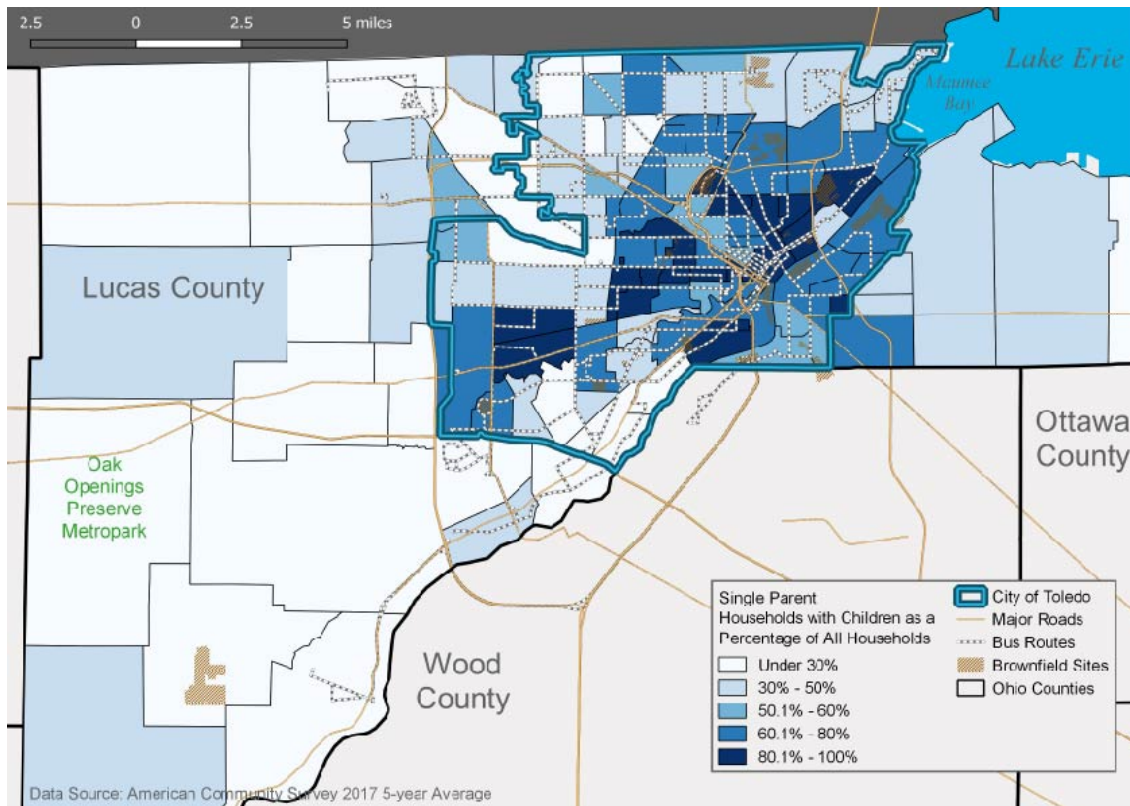 2.5 0 2.5 5 miles
Lake Erie
Maumee
Bay
Lucas County
Oak
Openings
Preserve
Metropark
Ottawa
County
Wood
County
Single Parent
Households with Children as a
Percentage of All Households
Under 30%
30% - 50%
50.1% - 60%
60.1% - 80%
80.1% - 100%
City of Toledo
Major Roads
Bus Routes
Brownfield Sites
Ohio Counties
Data Source: American Community Survey 2017 5-year Average